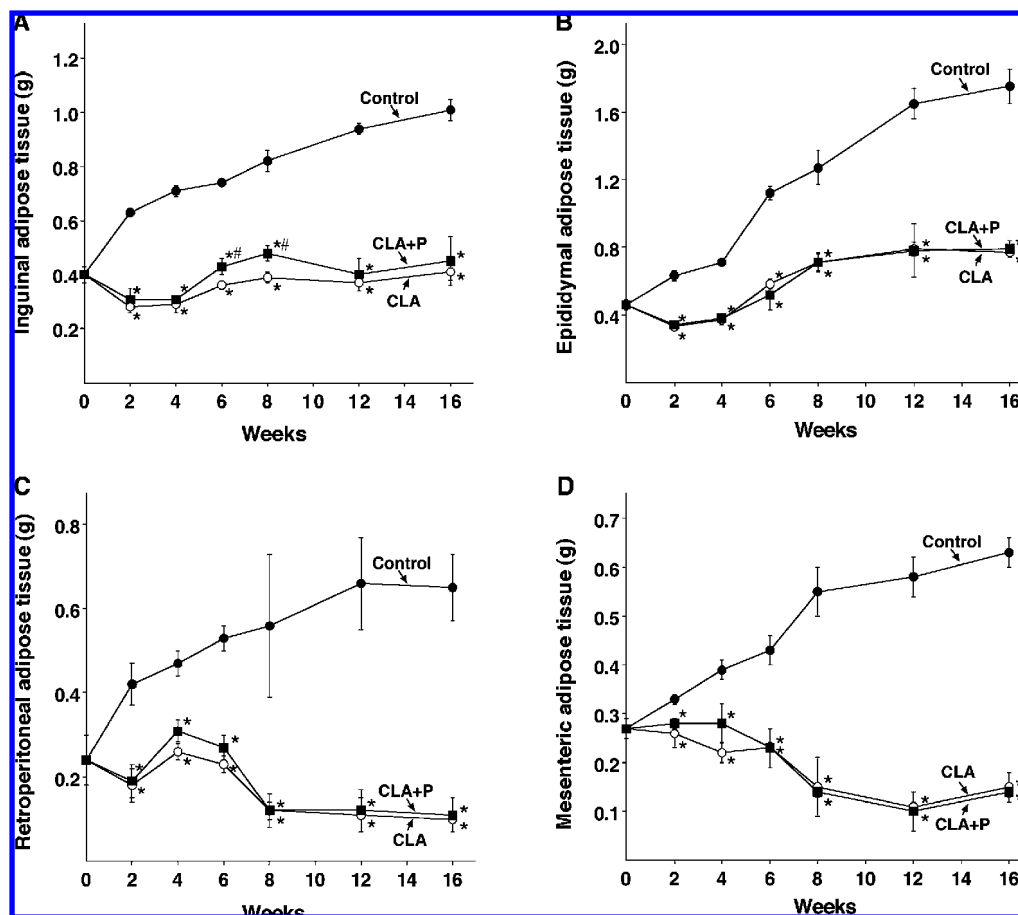 A
Inguinal adipose tissue (g)
1.2
1.0
0.8
0.6
0.4
0.2
Control
*# *#
CLA+P
* * * *
CLA
* * * * * *
0 2 4 6 8 10 12 14 16
Weeks
B
Epididymal adipose tissue (g)
2.0
1.6
1.2
0.8
0.4
Control
CLA+P
CLA
* * * * * *
* * * * * *
0 2 4 6 8 10 12 14 16
Weeks
C
Retroperitoneal adipose tissue (g)
0.8
0.6
0.4
0.2
Control
* * * * * *
CLA+P
CLA
* * * * *
0 2 4 6 8 10 12 14 16
Weeks
D
Mesenteric adipose tissue (g)
0.7
0.6
0.5
0.4
0.3
0.2
0.1
Control
* * * * * *
CLA
CLA+P
* * * * * *
0 2 4 6 8 10 12 14 16
Weeks